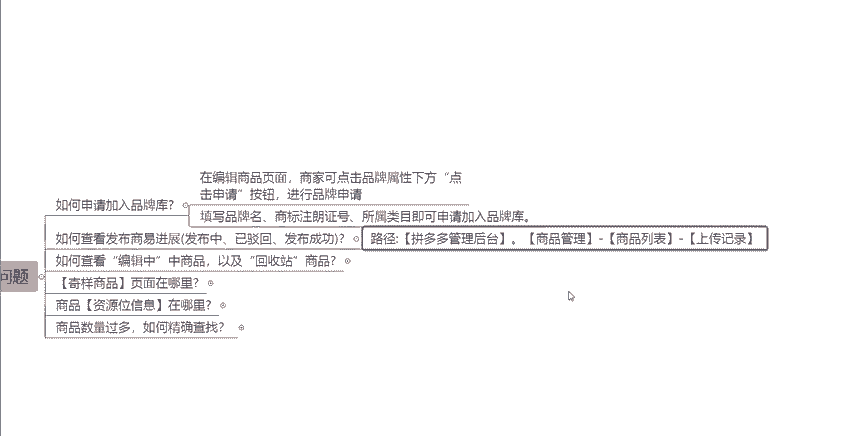 在编辑商品页面，商家可点击品牌属性下方“点
击申请”按钮，进行品牌申请
如何申请加入品牌库?
填写品牌名、商标注朗证号、所属类目即可申请加入品牌库。
如何查看发布商易进展(发布中、已驳回、发布成功)?
路径:【拼多多管理后台】。【商品管理】-【商品列表】-【上传记录】
如何查看“编辑中”中商品，以及“回收站”商品?
问题
【寄样商品】页面在哪里?
商品【资源位信息】在哪里?
商品数量过多，如何精确查找?